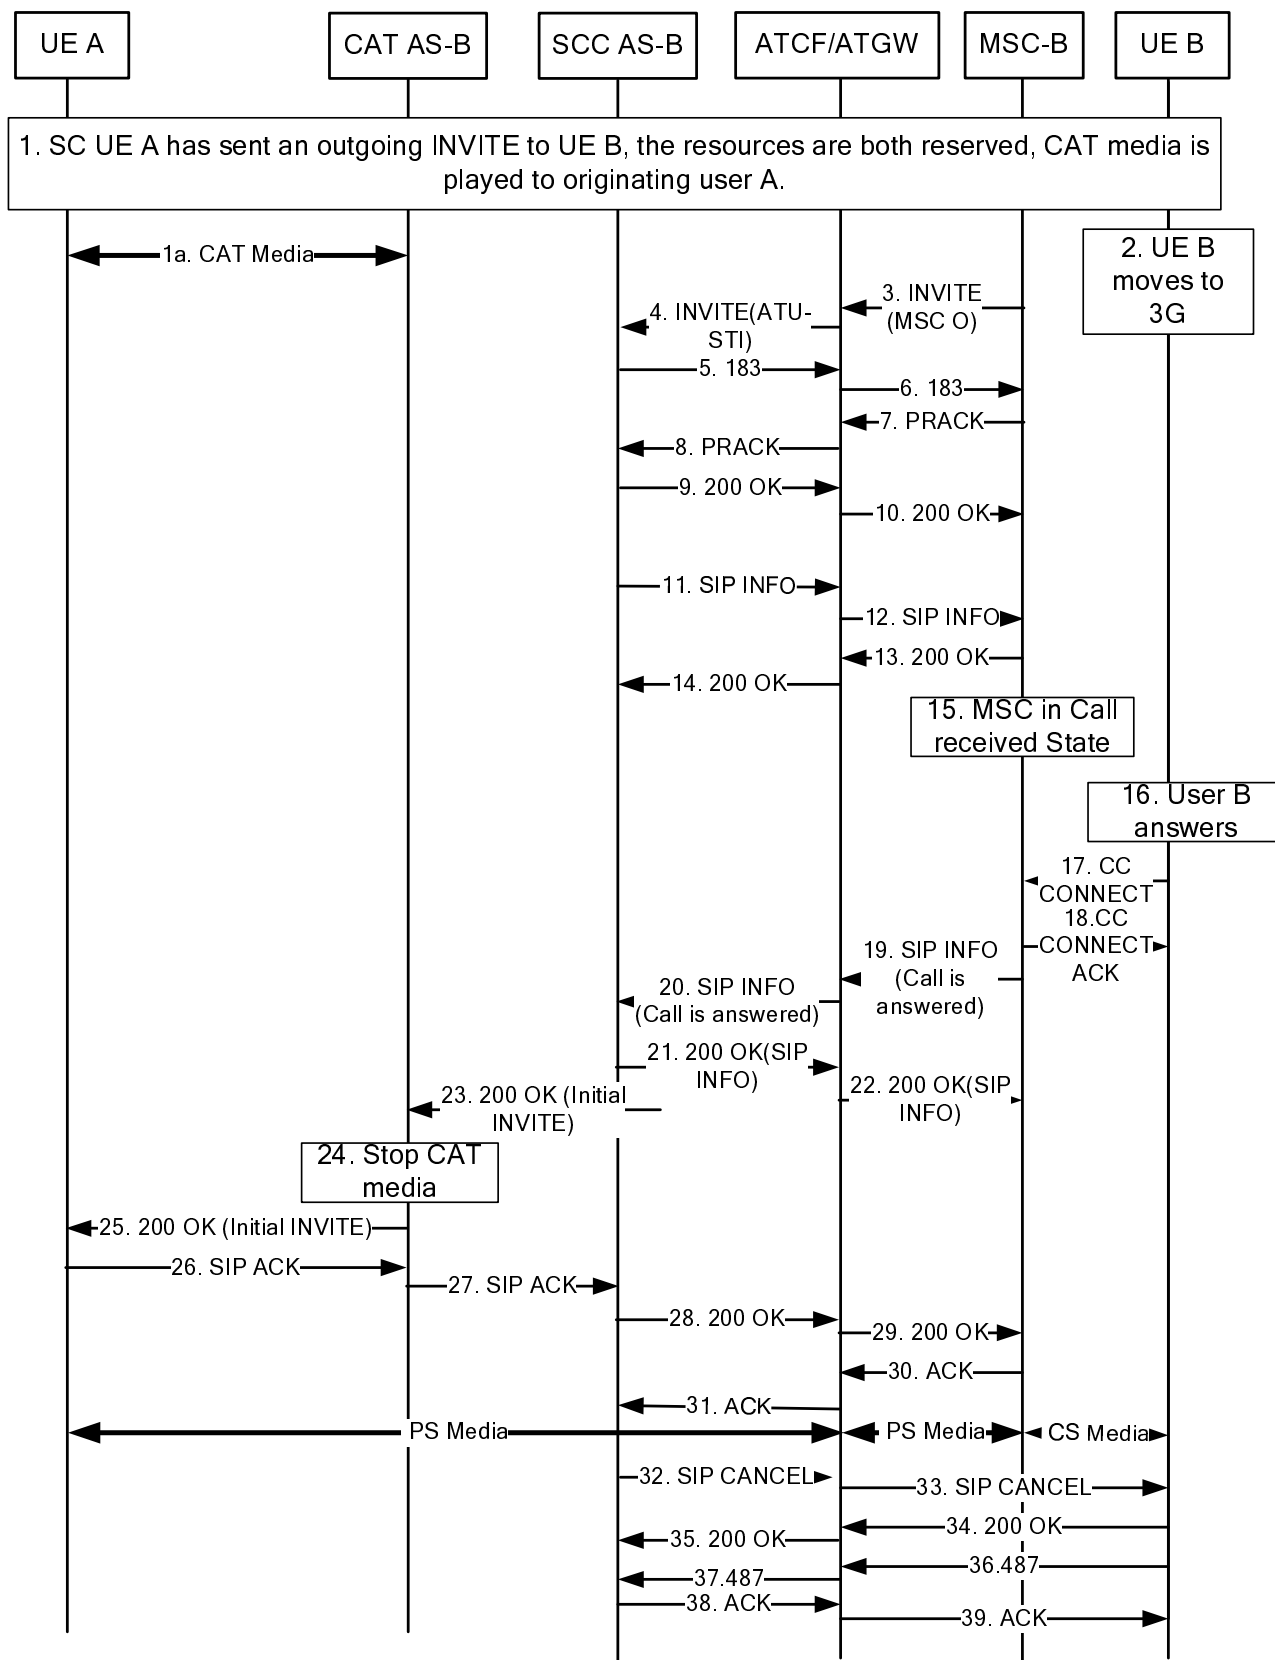 UE A
CAT AS-B
SCC AS-B
ATCF/ATGW
MSC-B
UE B
1. SC UE A has sent an outgoing INVITE to UE B, the resources are both reserved, CAT media is
played to originating user A.
1a. CAT Media
2. UE B
moves to
3G
3. INVITE
(MSC O)
4. INVITE(ATU-
STI)
5. 183
6. 183
7. PRACK
8. PRACK
9. 200 OK
10. 200 OK
11. SIP INFO
12. SIP INFO
13. 200 OK
14. 200 OK
15. MSC in Call
received State
16. User B
answers
17. CC
CONNECT
18.CC
CONNECT
ACK
19. SIP INFO
(Call is
answered)
20. SIP INFO
(Call is answered)
21. 200 OK(SIP
INFO)
22. 200 OK(SIP
INFO)
23. 200 OK (Initial
INVITE)
24. Stop CAT
media
25. 200 OK (Initial INVITE)
26. SIP ACK
27. SIP ACK
28. 200 OK
29. 200 OK
30. ACK
31. ACK
PS Media
PS Media
CS Media
32. SIP CANCEL
33. SIP CANCEL
34. 200 OK
35. 200 OK
36.487
37.487
38. ACK
39. ACK